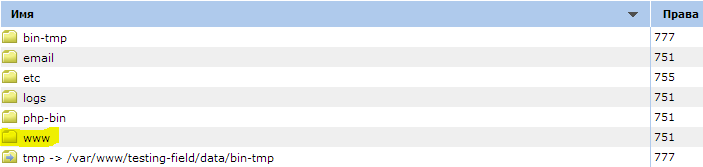 Имя Права
bin-tmp 777
email 751
etc 755
logs 751
php-bin 751
www 751
tmp -> /var/www/testing-field/data/bin-tmp 777